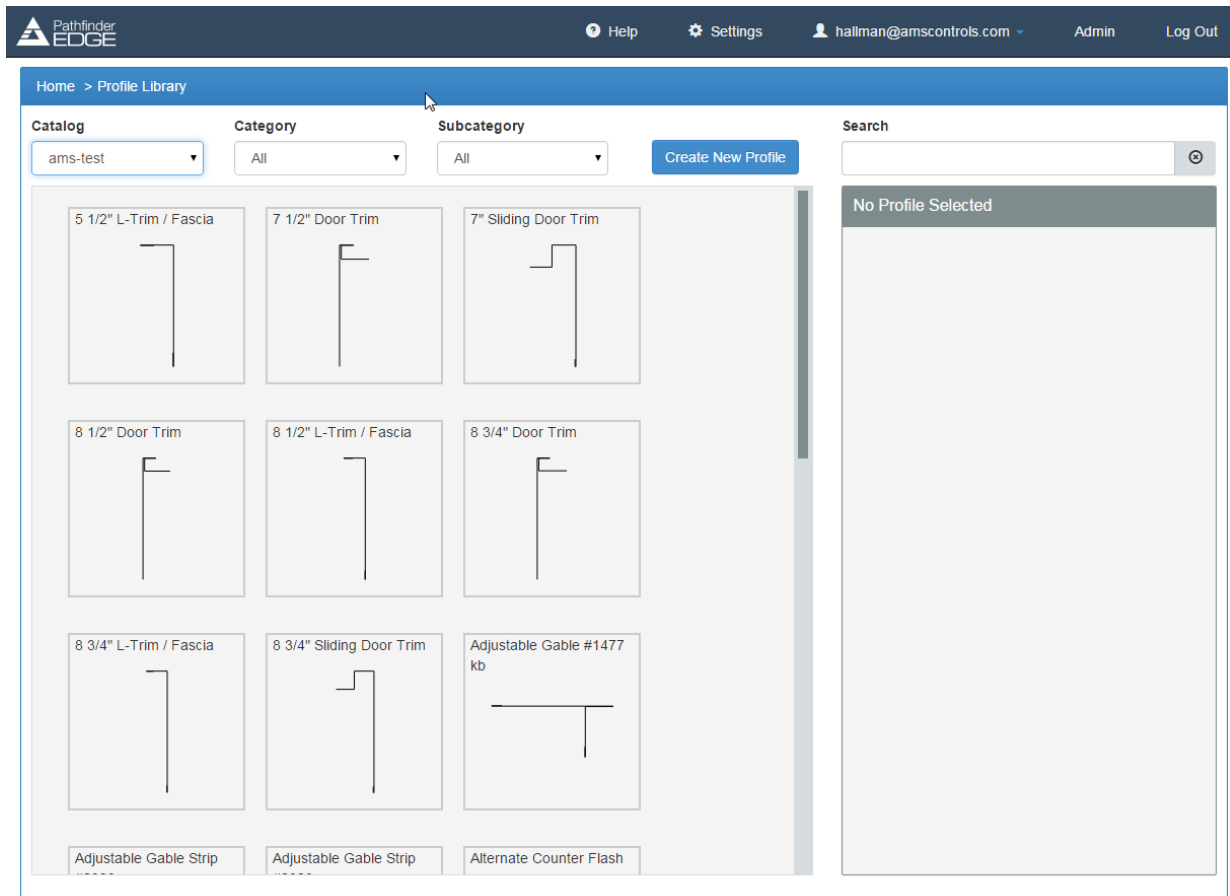 Pathfinder
EDGE
Help
Settings
hallman@amscontrols.com
Admin
Log Out
Home > Profile Library
Catalog
Category
Subcategory
Search
ams-test
All
All
Create New Profile
No Profile Selected
5 1/2" L-Trim / Fascia
7 1/2" Door Trim
7" Sliding Door Trim
8 1/2" Door Trim
8 1/2" L-Trim / Fascia
8 3/4" Door Trim
8 3/4" L-Trim / Fascia
8 3/4" Sliding Door Trim
Adjustable Gable #1477
kb
Adjustable Gable Strip
Adjustable Gable Strip
Alternate Counter Flash